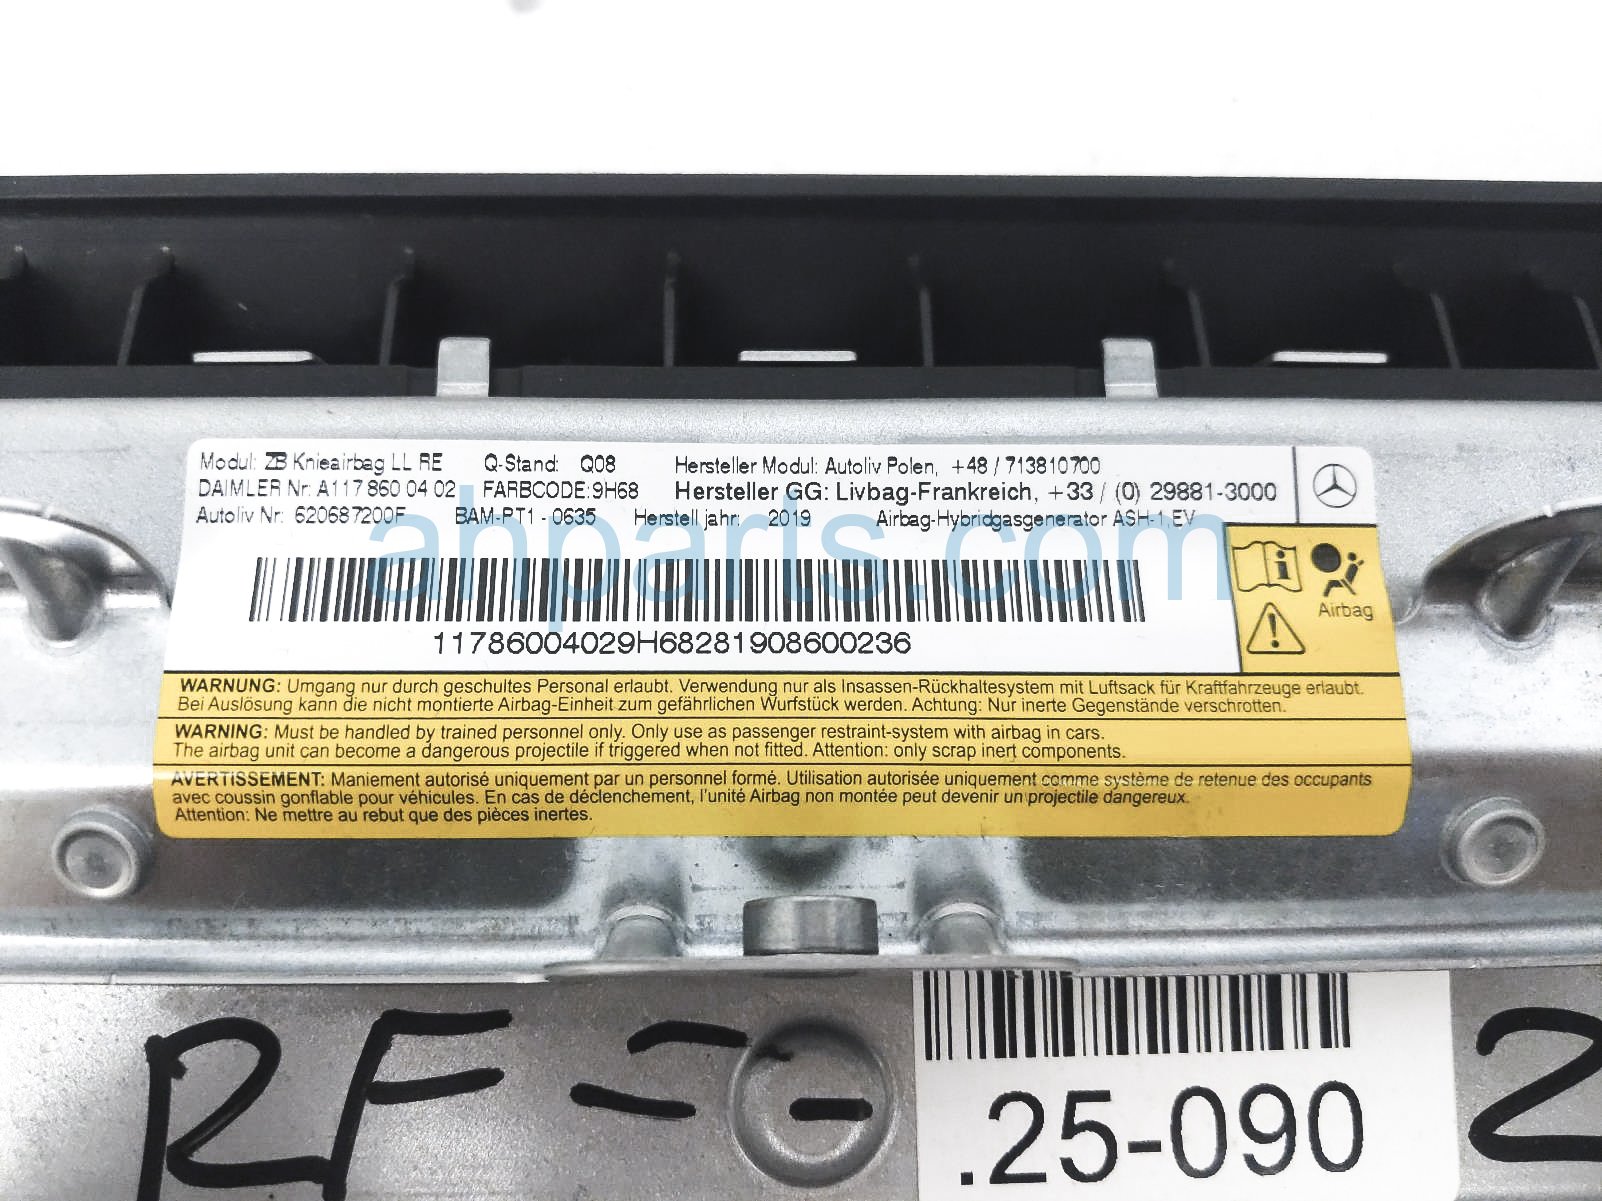 Modul: ZB Knieairbag LL RE Q-Stand: Q08 Hersteller Modul: Autoliv Polen, +48 / 713810700
DAIMLER Nr: A117 860 04 02 FARBCODE:9H68 Hersteller GG: Livbag-Frankreich, +33 / (0) 29881-3000
Autoliv Nr: 620687200F BAM-PT1 - 0635 Herstell jahr: 2019 Airbag-Hybridgasgenerator ASH-1,EV
ahparts.com
Airbag
11786004029H68281908600236
WARNUNG: Umgang nur durch geschultes Personal erlaubt. Verwendung nur als Insassen-Rückhaltesystem mit Luftsack für Kraftfahrzeuge erlaubt.
Bei Auslösung kann die nicht montierte Airbag-Einheit zum gefährlichen Wurfstück werden. Achtung: Nur inerte Gegenstände verschrotten.
WARNING: Must be handled by trained personnel only. Only use as passenger restraint-system with airbag in cars.
The airbag unit can become a dangerous projectile if triggered when not fitted. Attention: only scrap inert components.
AVERTISSEMENT: Maniement autorisé uniquement par un personnel formé. Utilisation autorisée uniquement comme système de retenue des occupants
avec coussin gonflable pour véhicules. En cas de déclenchement, l'unité Airbag non montée peut devenir un projectile dangereux.
Attention: Ne mettre au rebut que des pièces inertes.
RF = - 2
.25-090